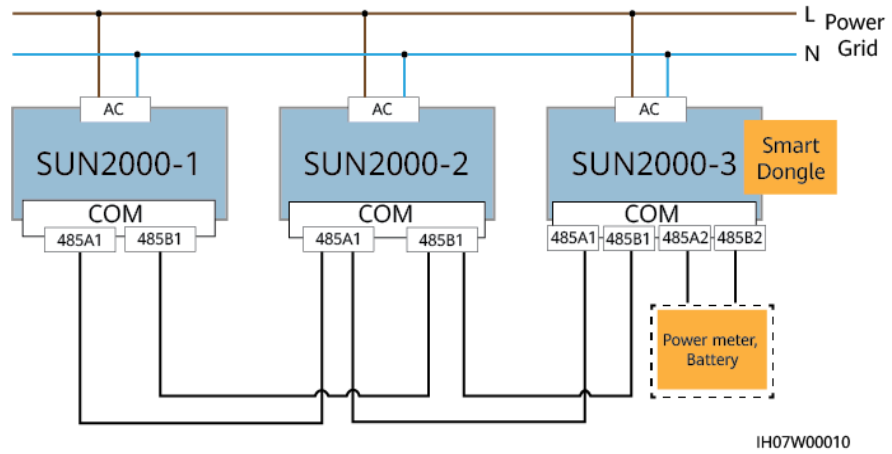 L Power
N Grid
AC
AC
AC
SUN2000-1
SUN2000-2
SUN2000-3
Smart
Dongle
COM
COM
COM
485A1
485B1
485A1
485B1
485A1
485B1
485A2
485B2
Power meter,
Battery
IH07W00010